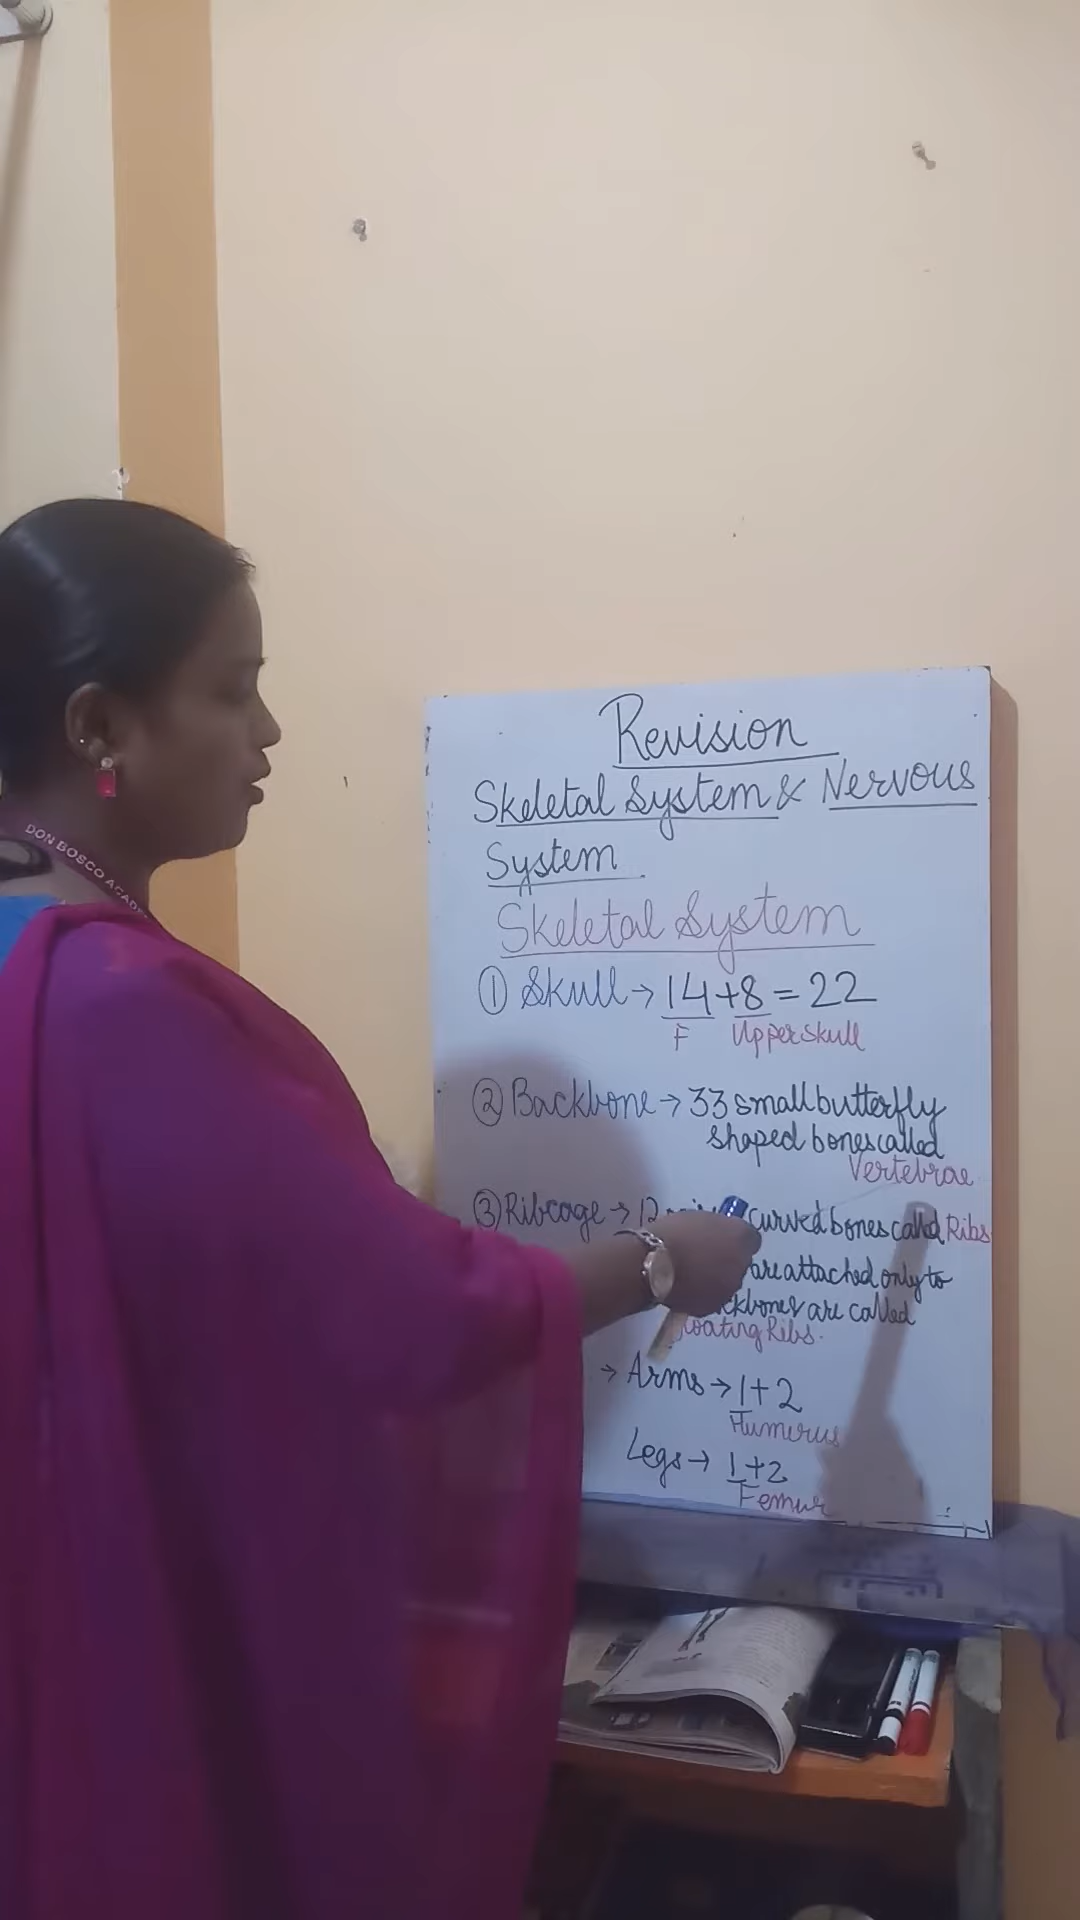 DON BOSCO ACADE
Revision
Skeletal System & Nervous
System
Skeletal System
① Skull → 14+8=22
F Upper skull
② Backbone → 33 small butterfly
shaped bones called
Vertebrae
③ Ribcage → 12 curved bones called Ribs
are attached only to
are called
Ribs.
→ Arms → 1+2
Humerus
Legs → 1+2
Femur